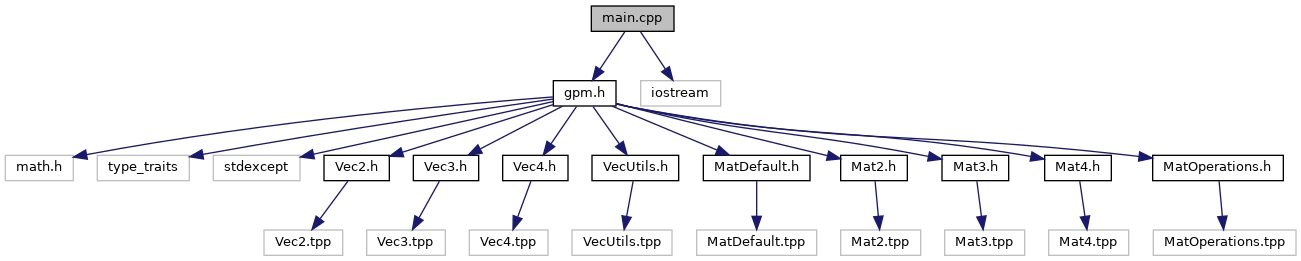 main.cpp
gpm.h
iostream
math.h
type_traits
stdexcept
Vec2.h
Vec3.h
Vec4.h
VecUtils.h
MatDefault.h
Mat2.h
Mat3.h
Mat4.h
MatOperations.h
Vec2.tpp
Vec3.tpp
Vec4.tpp
VecUtils.tpp
MatDefault.tpp
Mat2.tpp
Mat3.tpp
Mat4.tpp
MatOperations.tpp